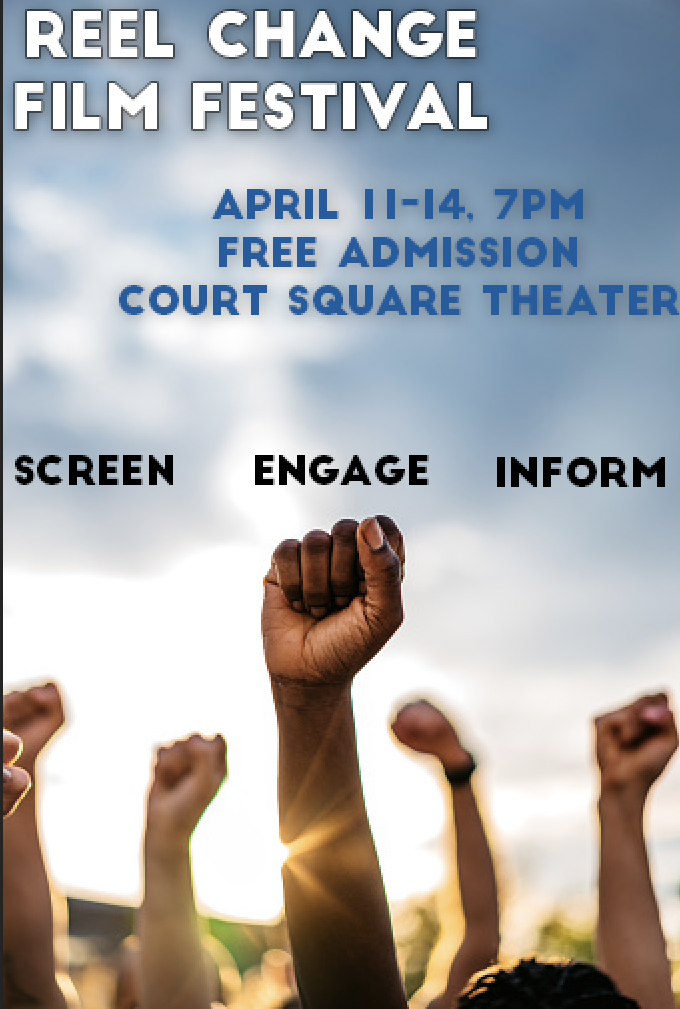 REEL CHANGE
FILM FESTIVAL
APRIL 11-14, 7PM
FREE ADMISSION
COURT SQUARE THEATER
SCREEN ENGAGE INFORM